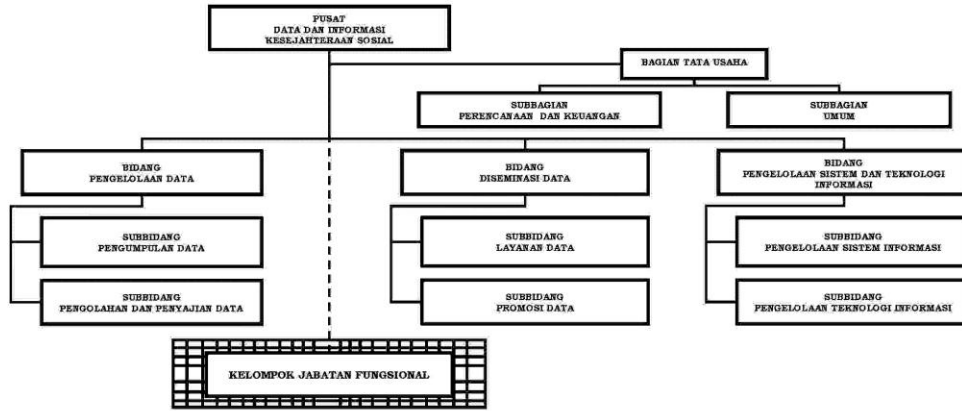 PUSAT
DATA DAN INFORMASI
KESEJAHTERAAN SOSIAL
BAGIAN TATA USAHA
SUBBAGIAN
PERENCANAAN DAN KEUANGAN
SUBBAGIAN
UMUM
BIDANG
PENGELOLAAN DATA
BIDANG
DISEMINASI DATA
BIDANG
PENGELOLAAN SISTEM DAN TEKNOLOGI
INFORMASI
SUBBIDANG
PENGUMPULAN DATA
SUBBIDANG
LAYANAN DATA
SUBBIDANG
PENGELOLAAN SISTEM INFORMASI
SUBBIDANG
PENGOLAHAN DAN PENYAJIAN DATA
SUBBIDANG
PROMOSI DATA
SUBBIDANG
PENGELOLAAN TEKNOLOGI INFORMASI
KELOMPOK JABATAN FUNGSIONAL